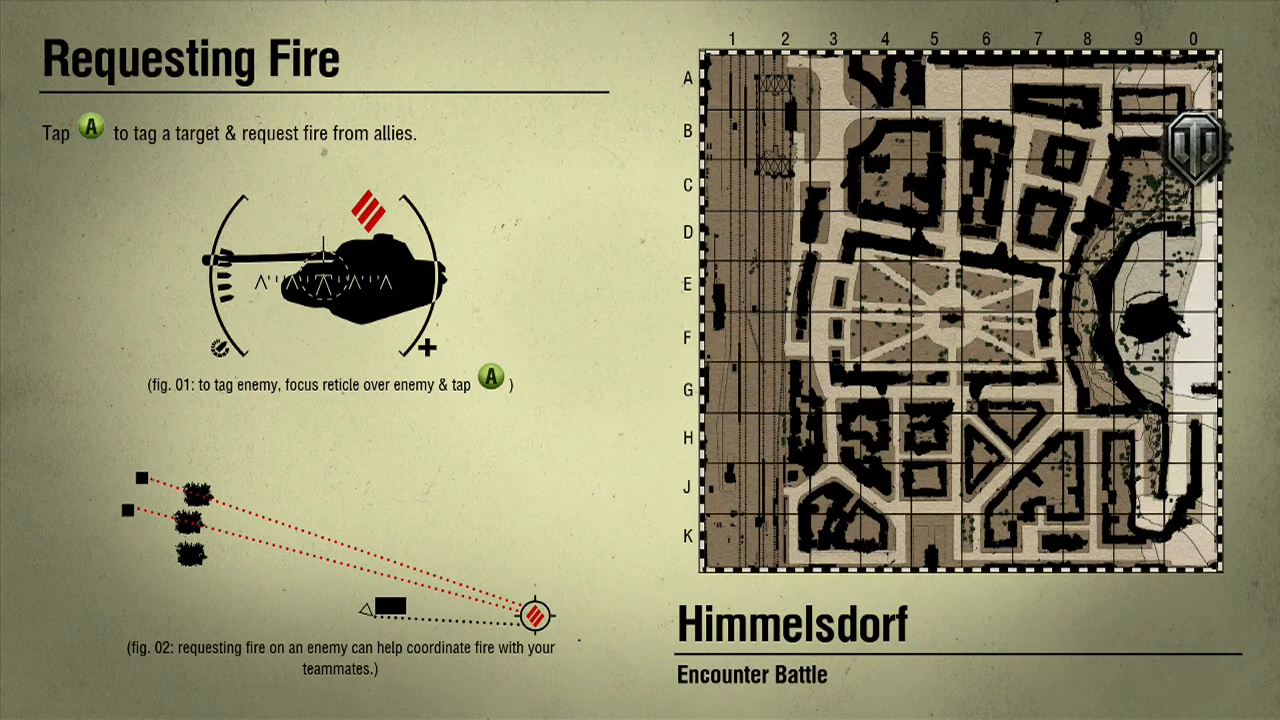 Requesting Fire
Tap A to tag a target & request fire from allies.
(fig. 01: to tag enemy, focus reticle over enemy & tap A )
(fig. 02: requesting fire on an enemy can help coordinate fire with your
teammates.)
1 2 3 4 5 6 7 8 9 0
A
B
C
D
E
F
G
H
J
K
Himmelsdorf
Encounter Battle